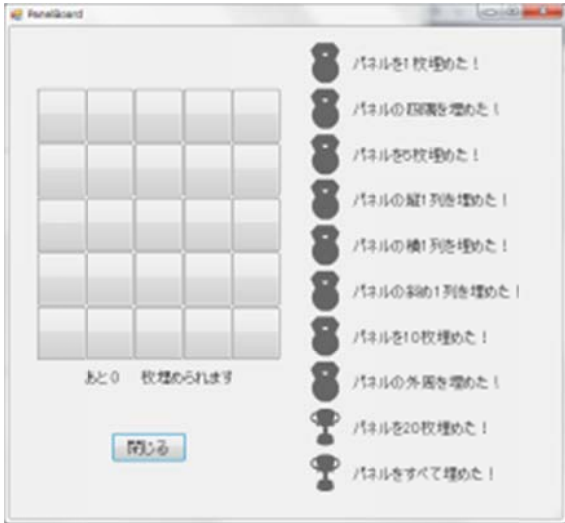 PanelBoard
パネルを1枚埋めた！
パネルの四隅を埋めた！
パネルを5枚埋めた！
パネルの縦1列を埋めた！
パネルの横1列を埋めた！
パネルの斜め1列を埋めた！
パネルを10枚埋めた！
パネルの外周を埋めた！
パネルを20枚埋めた！
パネルをすべて埋めた！
あと0 枚埋められます
閉じる